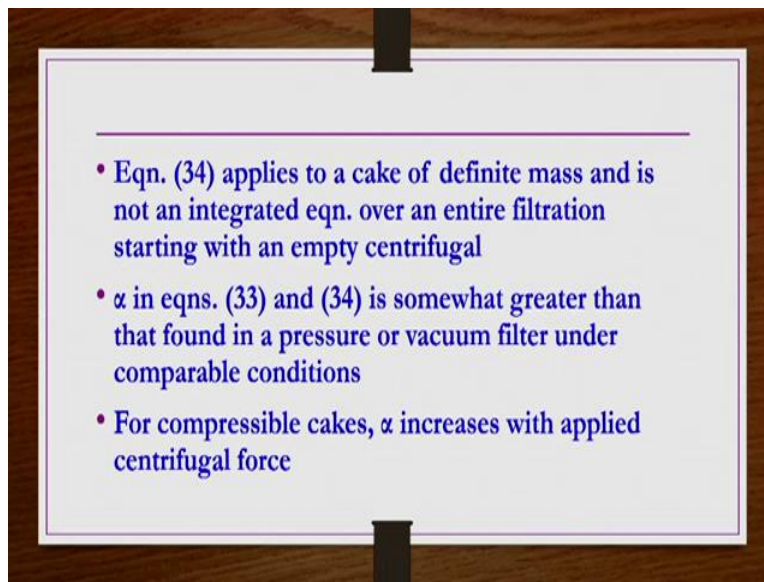 • Eqn. (34) applies to a cake of definite mass and is
not an integrated eqn. over an entire filtration
starting with an empty centrifugal
• α in eqns. (33) and (34) is somewhat greater than
that found in a pressure or vacuum filter under
comparable conditions
• For compressible cakes, α increases with applied
centrifugal force